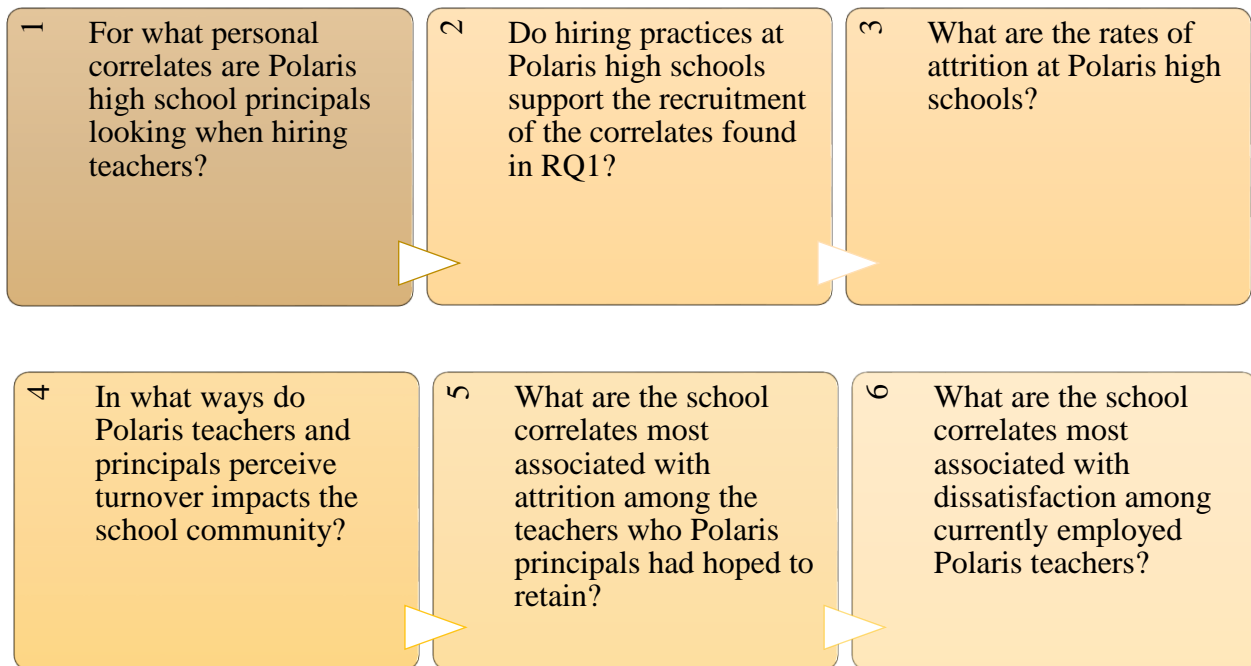 1
For what personal
correlates are Polaris
high school principals
looking when hiring
teachers?
2
Do hiring practices at
Polaris high schools
support the recruitment
of the correlates found
in RQ1?
3
What are the rates of
attrition at Polaris high
schools?
4
In what ways do
Polaris teachers and
principals perceive
turnover impacts the
school community?
5
What are the school
correlates most
associated with
attrition among the
teachers who Polaris
principals had hoped to
retain?
6
What are the school
correlates most
associated with
dissatisfaction among
currently employed
Polaris teachers?